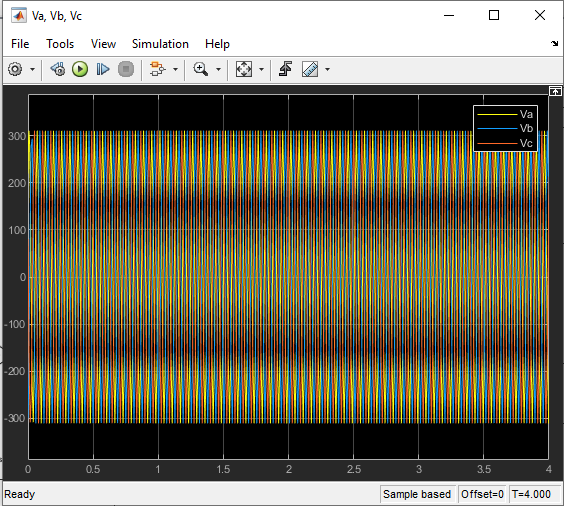 Va, Vb, Vc
File Tools View Simulation Help
Va
Vb
Vc
300
200
100
0
-100
-200
-300
0 0.5 1 1.5 2 2.5 3 3.5 4
Ready Sample based Offset=0 T=4.000